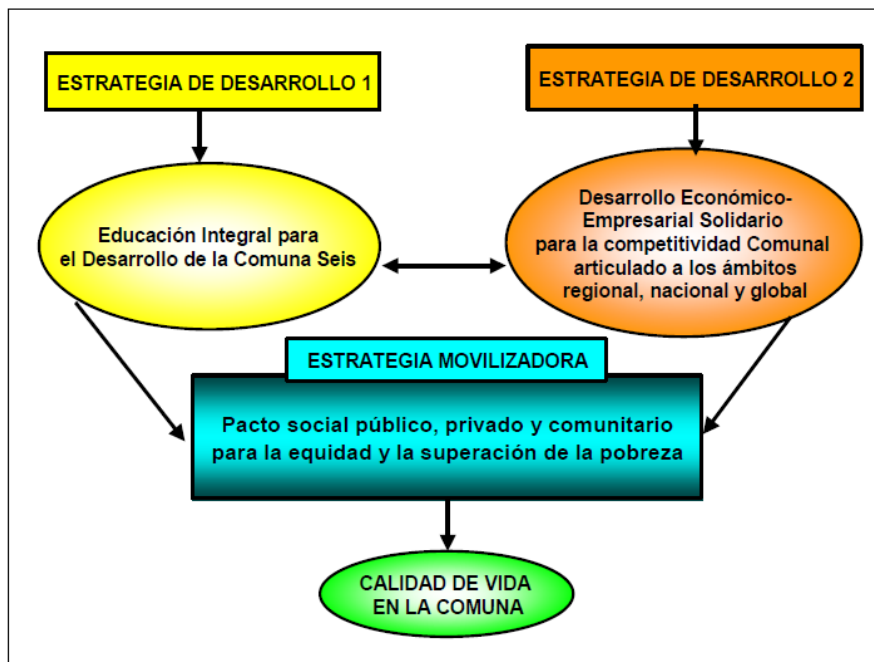 ESTRATEGIA DE DESARROLLO 1
ESTRATEGIA DE DESARROLLO 2
Educación Integral para
el Desarrollo de la Comuna Seis
Desarrollo Económico-
Empresarial Solidario
para la competitividad Comunal
articulado a los ámbitos
regional, nacional y global
ESTRATEGIA MOVILIZADORA
Pacto social público, privado y comunitario
para la equidad y la superación de la pobreza
CALIDAD DE VIDA
EN LA COMUNA